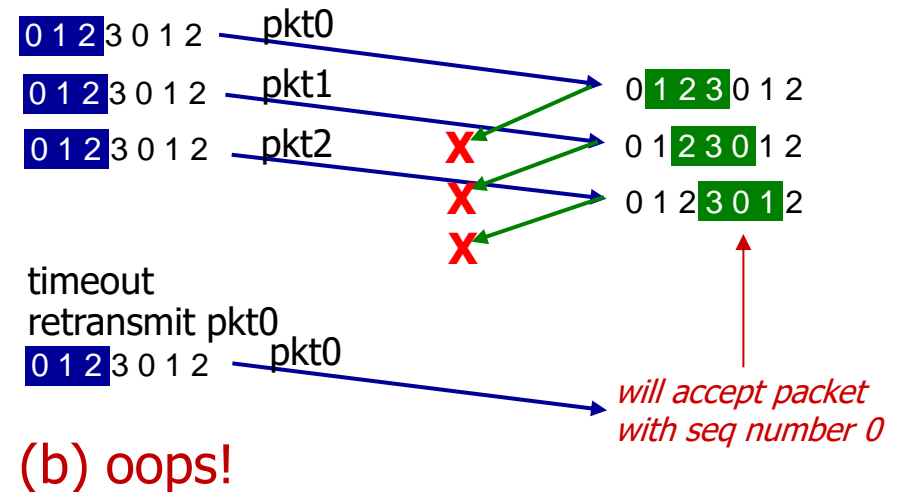 0 1 2 3 0 1 2 pkt0
0 1 2 3 0 1 2
0 1 2 3 0 1 2 pkt1
X 0 1 2 3 0 1 2
0 1 2 3 0 1 2 pkt2
X 0 1 2 3 0 1 2
X
timeout
retransmit pkt0
0 1 2 3 0 1 2 pkt0
will accept packet
with seq number 0
(b) oops!